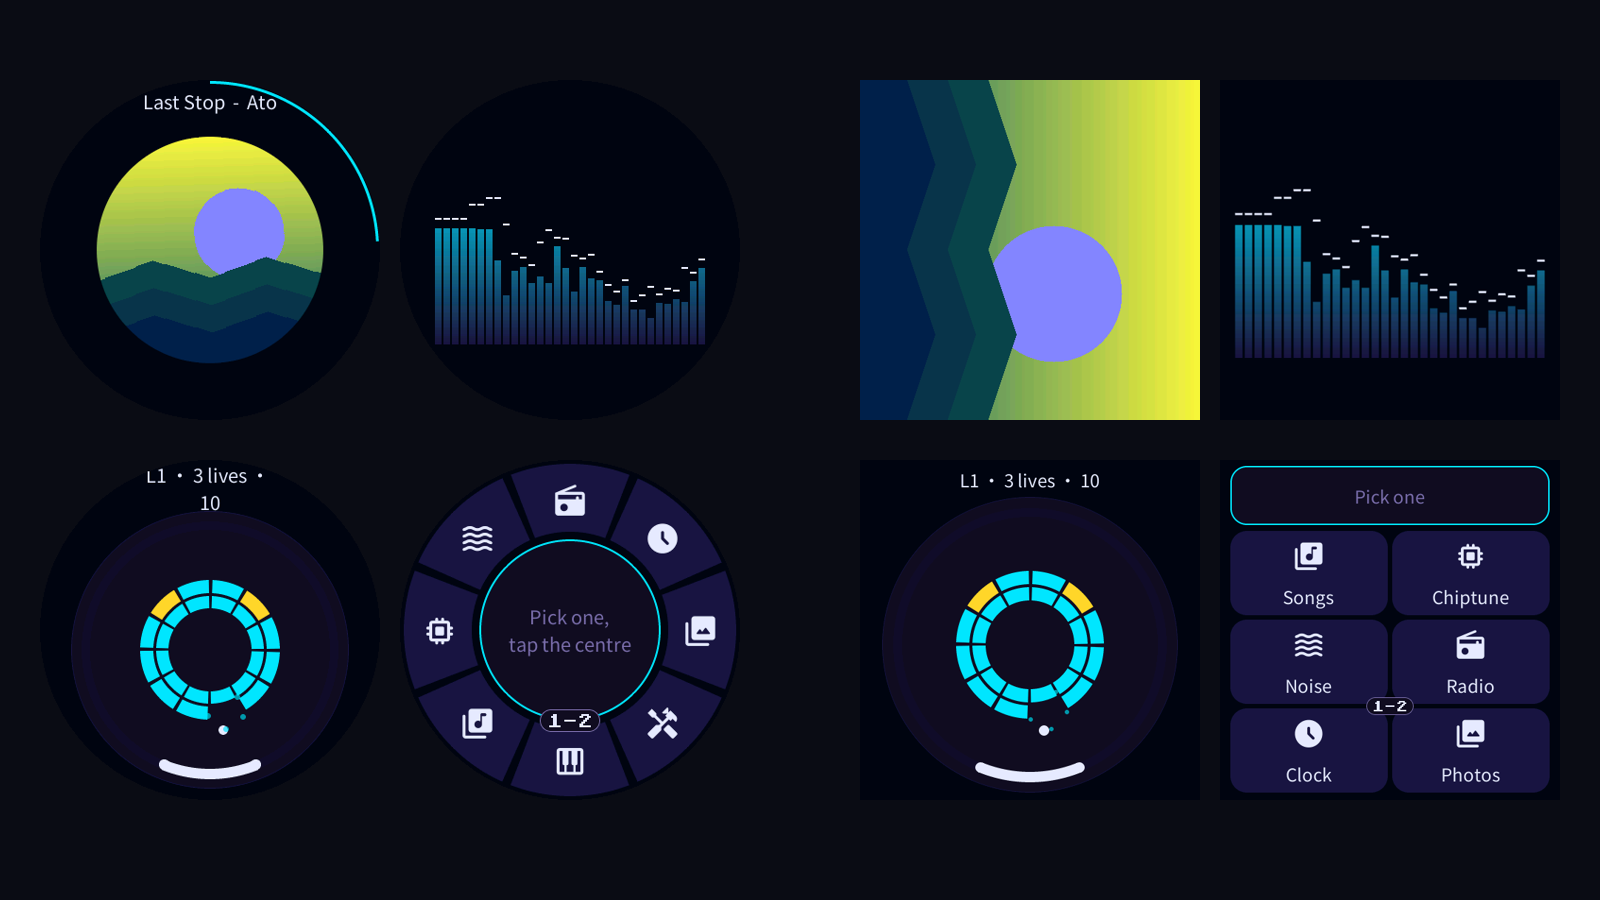 Last Stop - Ato
L1 • 3 lives •
10
Pick one,
tap the centre
1-2
L1 • 3 lives • 10
Pick one
Songs
Chiptune
Noise
Radio
1-2
Clock
Photos